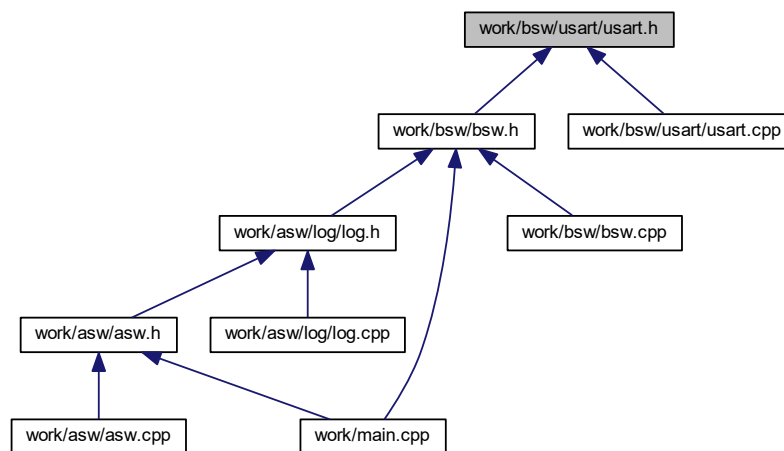 work/bsw/usart/usart.h
work/bsw/bsw.h
work/bsw/usart/usart.cpp
work/asw/log/log.h
work/bsw/bsw.cpp
work/asw/asw.h
work/asw/log/log.cpp
work/asw/asw.cpp
work/main.cpp